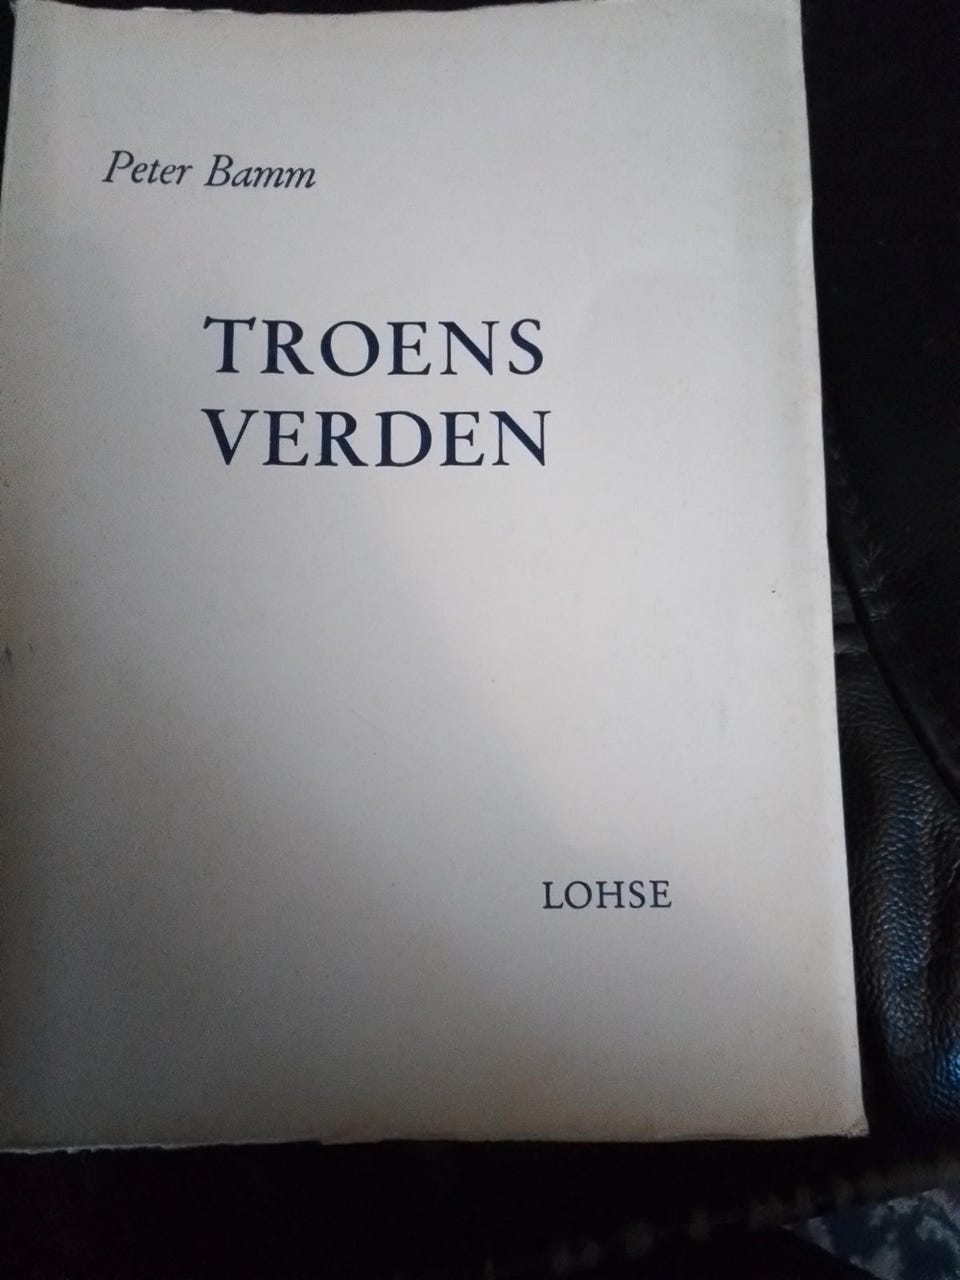 Peter Bamm
TROENS
VERDEN
LOHSE